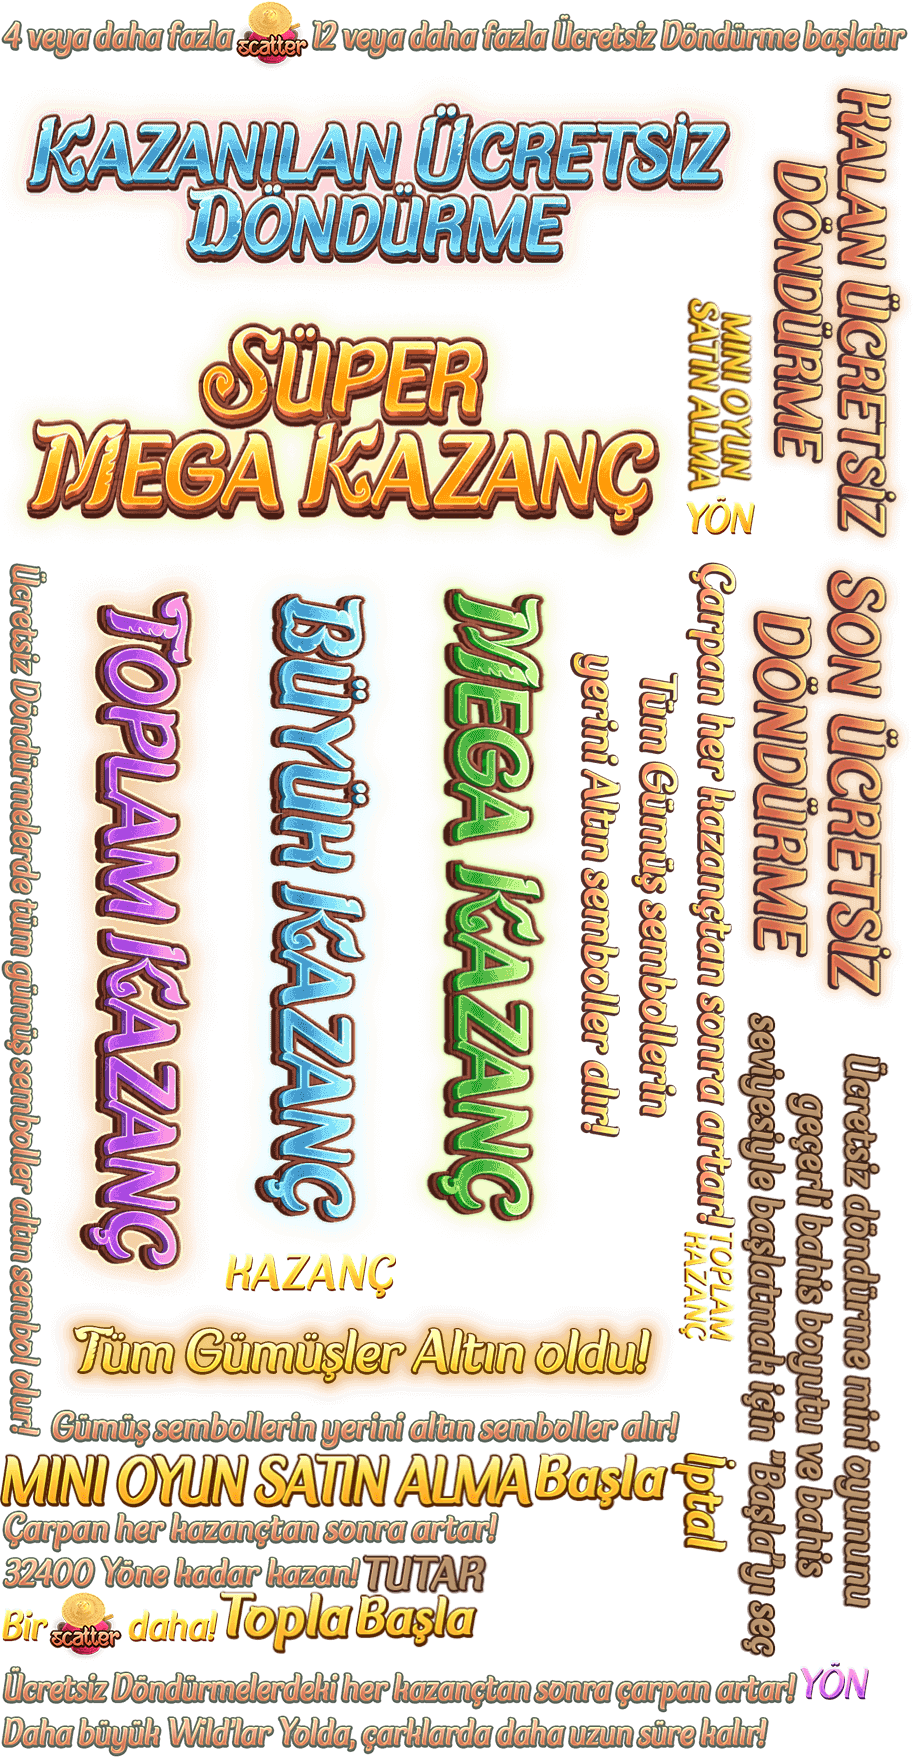 4 veya daha fazla scatter 12 veya daha fazla Ücretsiz Döndürme başlatır
KAZANILAN ÜCRETSİZ
DÖNDÜRME
KALAN ÜCRETSİZ
DÖNDÜRME
SÜPER
MEGA KAZANÇ
MINI OYUN
SATIN ALMA
YÖN
Ücretsiz Döndürmelerde tüm gümüş semboller altın sembol olur!
TOPLAM KAZANÇ
BÜYÜK KAZANÇ
MEGA KAZANÇ
Tüm Gümüş sembollerin
yerini Altın semboller alır!
Çarpan her kazançtan sonra artar!
SON ÜCRETSİZ
DÖNDÜRME
TOPLAM
KAZANÇ
Ücretsiz döndürme mini oyununu
geçerli bahis boyutu ve bahis
seviyesiyle başlatmak için "Başla"yı seç
KAZANÇ
Tüm Gümüşler Altın oldu!
Gümüş sembollerin yerini altın semboller alır!
MINI OYUN SATIN ALMA Başla
İptal
Çarpan her kazançtan sonra artar!
32400 Yöne kadar kazan! TUTAR
Bir scatter daha! Topla Başla
Ücretsiz Döndürmelerdeki her kazançtan sonra çarpan artar! YÖN
Daha büyük Wild'lar Yolda, çarklarda daha uzun süre kalır!